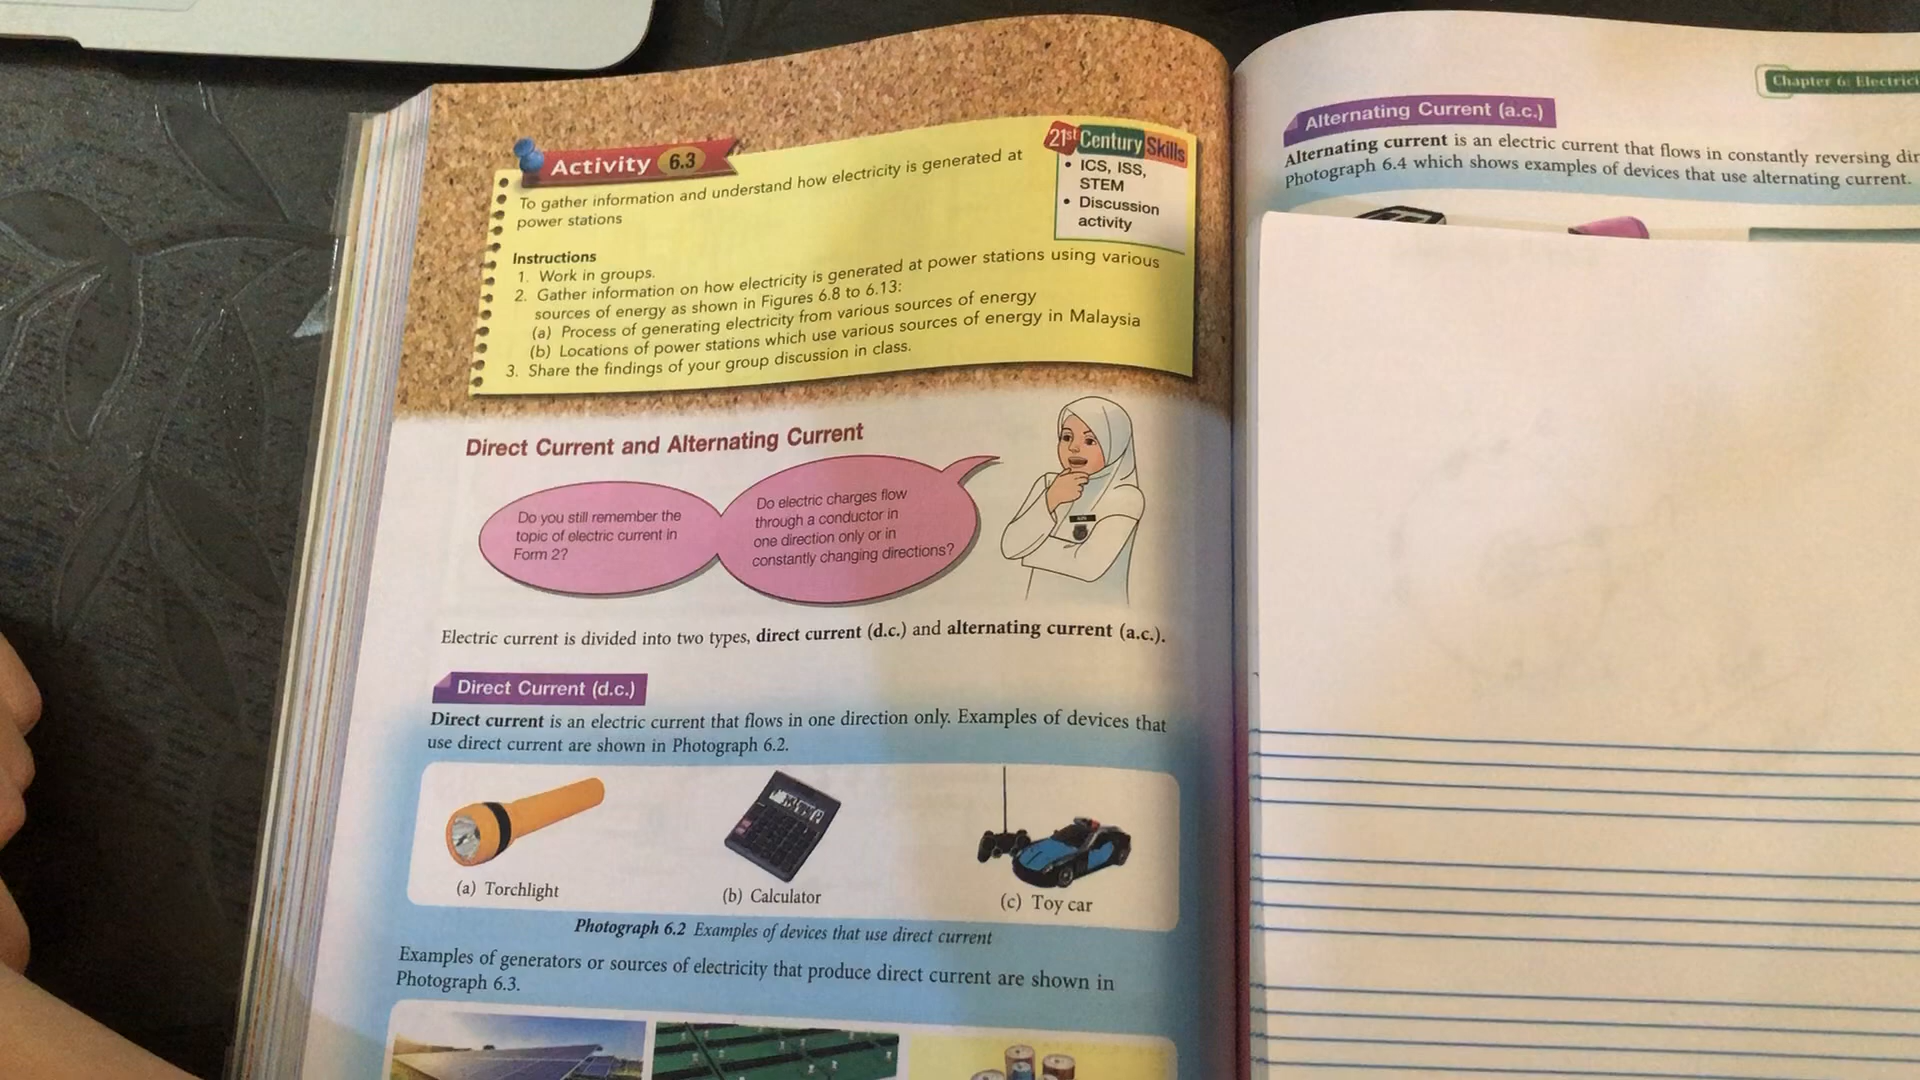 Activity 6.3
21st Century Skills
• ICS, ISS,
STEM
• Discussion
activity
To gather information and understand how electricity is generated at
power stations
Instructions
1. Work in groups.
2. Gather information on how electricity is generated at power stations using various
sources of energy as shown in Figures 6.8 to 6.13:
(a) Process of generating electricity from various sources of energy
(b) Locations of power stations which use various sources of energy in Malaysia
3. Share the findings of your group discussion in class.
Direct Current and Alternating Current
Do you still remember the
topic of electric current in
Form 2?
Do electric charges flow
through a conductor in
one direction only or in
constantly changing directions?
Electric current is divided into two types, direct current (d.c.) and alternating current (a.c.).
Direct Current (d.c.)
Direct current is an electric current that flows in one direction only. Examples of devices that
use direct current are shown in Photograph 6.2.
(a) Torchlight
(b) Calculator
(c) Toy car
Photograph 6.2 Examples of devices that use direct current
Examples of generators or sources of electricity that produce direct current are shown in
Photograph 6.3.
Chapter 6: Electrici
Alternating Current (a.c.)
Alternating current is an electric current that flows in constantly reversing dir
Photograph 6.4 which shows examples of devices that use alternating current.